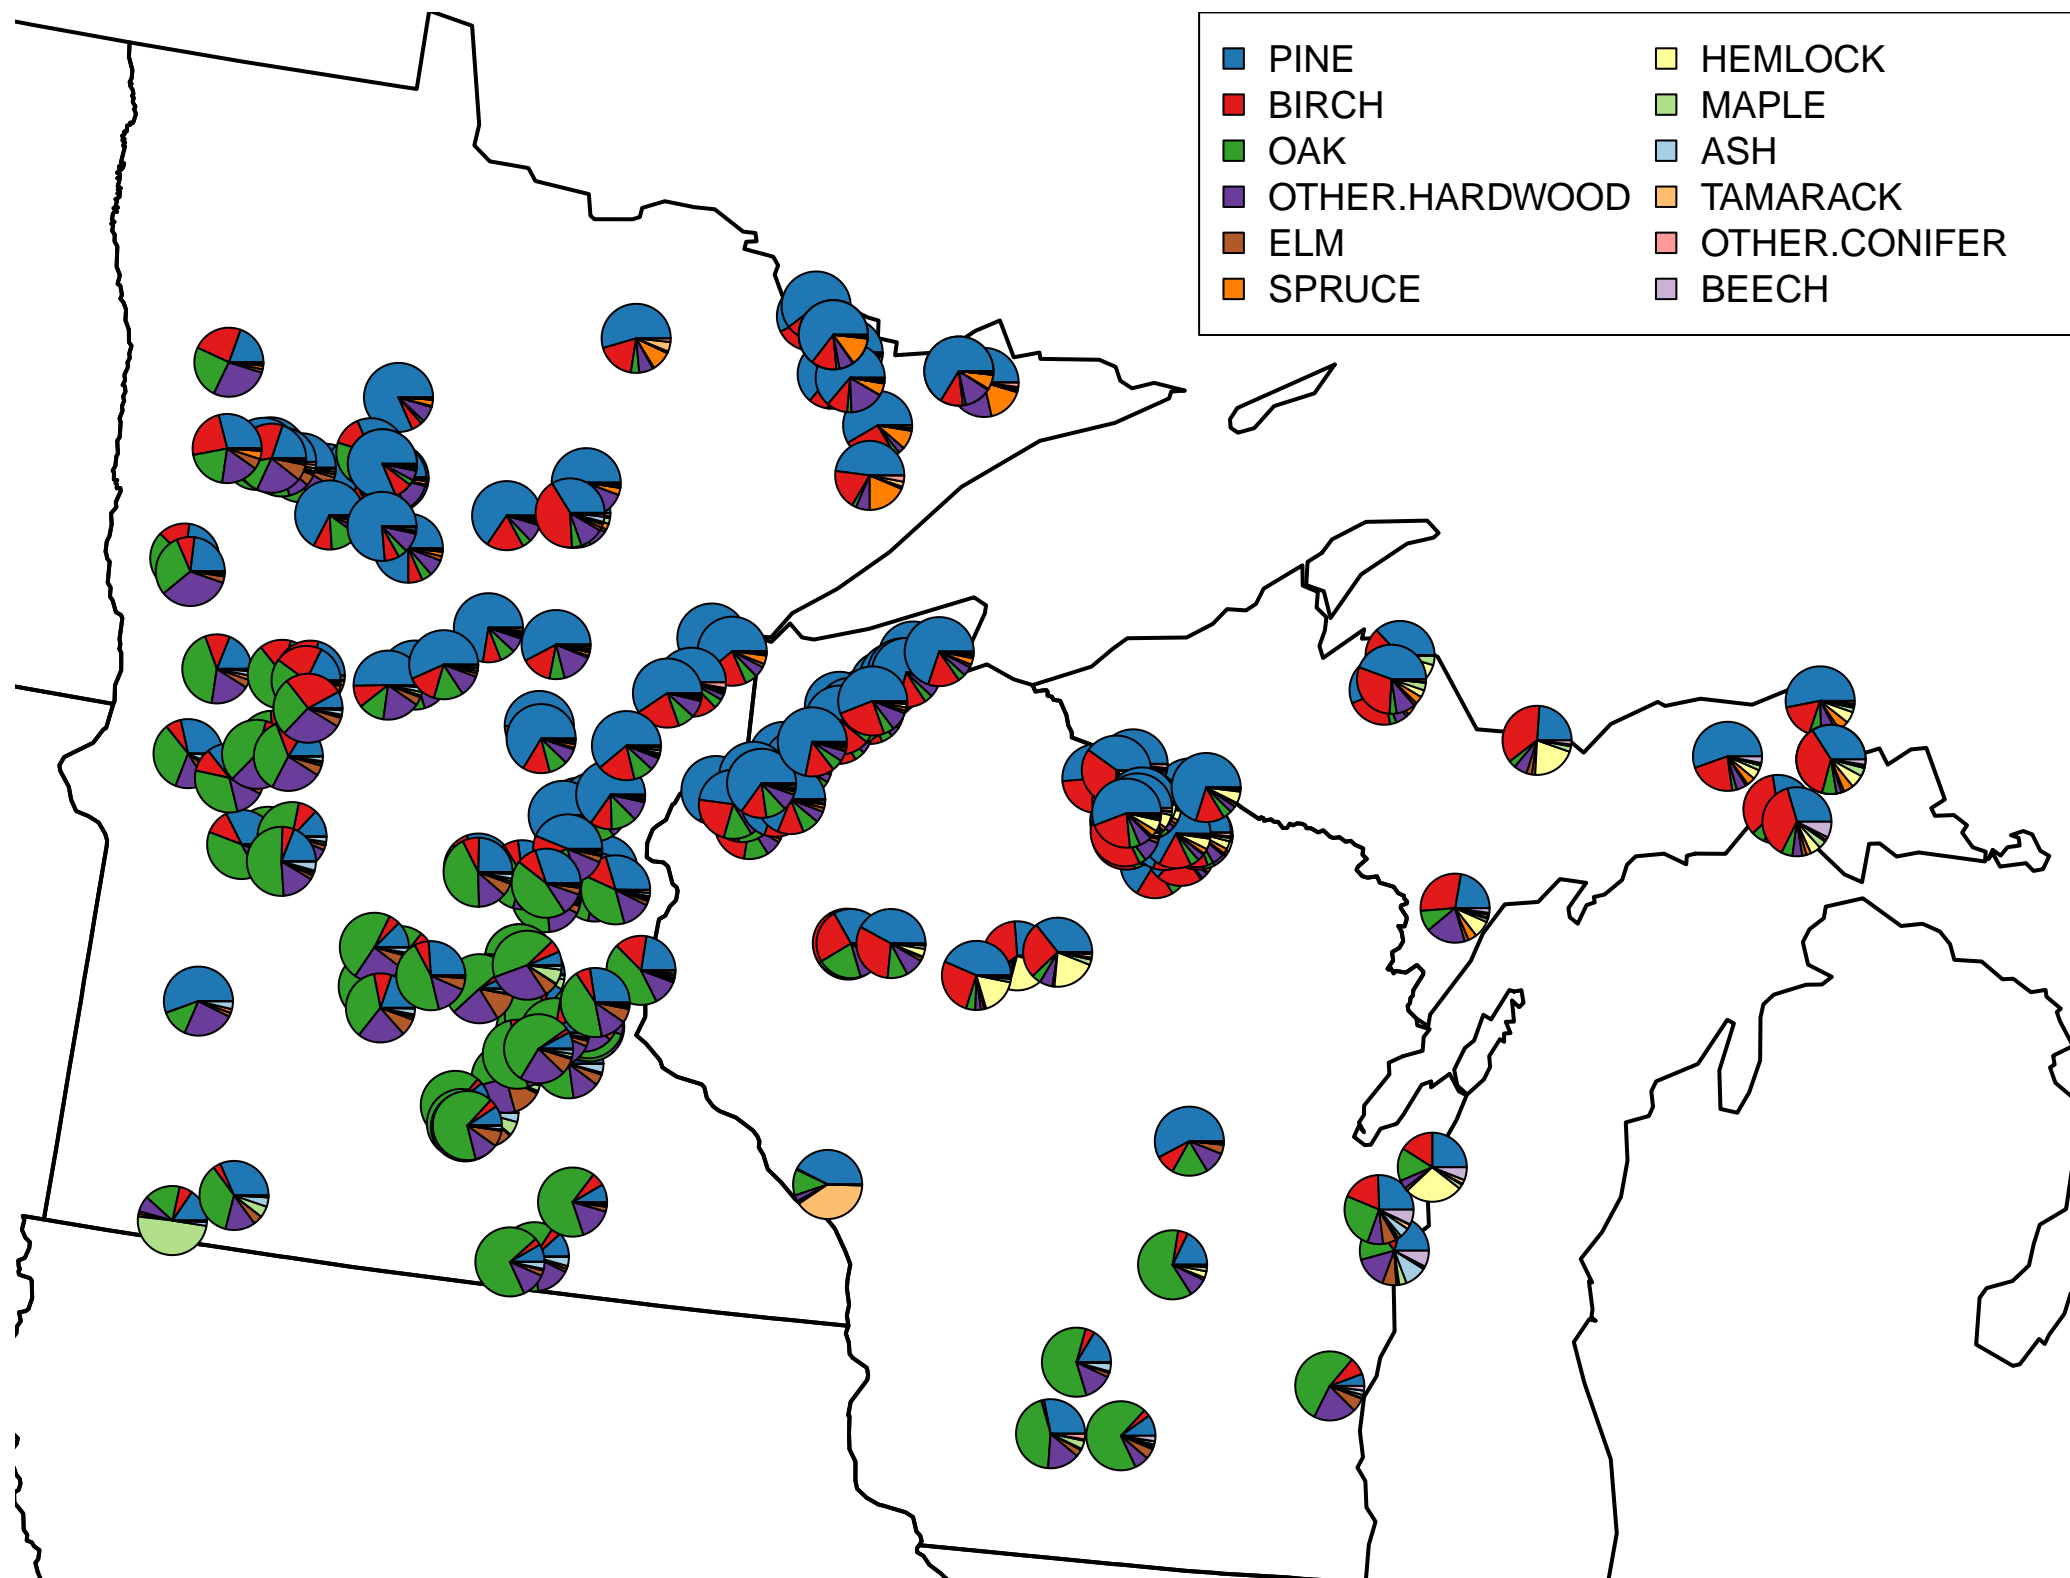 PINE
BIRCH
OAK
OTHER.HARDWOOD
ELM
SPRUCE
HEMLOCK
MAPLE
ASH
TAMARACK
OTHER.CONIFER
BEECH